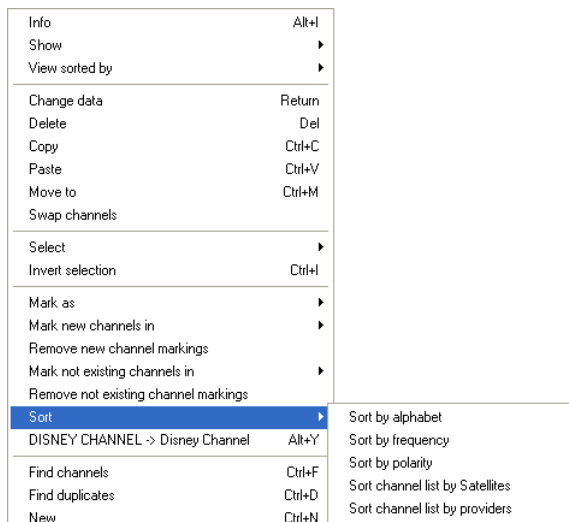 Info Alt+I
Show
View sorted by
Change data Return
Delete Del
Copy Ctrl+C
Paste Ctrl+V
Move to Ctrl+M
Swap channels
Select
Invert selection Ctrl+I
Mark as
Mark new channels in
Remove new channel markings
Mark not existing channels in
Remove not existing channel markings
Sort
Sort by alphabet
DISNEY CHANNEL -> Disney Channel Alt+Y
Sort by frequency
Sort by polarity
Find channels Ctrl+F
Sort channel list by Satellites
Find duplicates Ctrl+D
Sort channel list by providers
New Ctrl+N